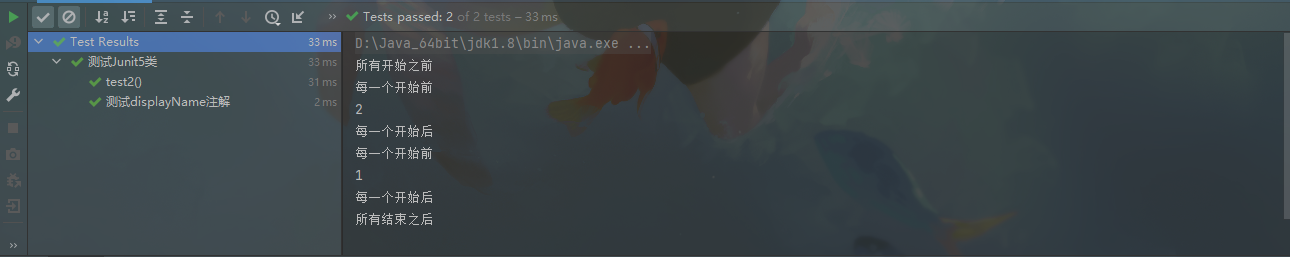 Tests passed: 2 of 2 tests – 33 ms
Test Results 33 ms
测试Junit5类 33 ms
test2() 31 ms
测试displayName注解 2 ms
D:\Java_64bit\jdk1.8\bin\java.exe ...
所有开始之前
每一个开始前
2
每一个开始后
每一个开始前
1
每一个开始后
所有结束之后